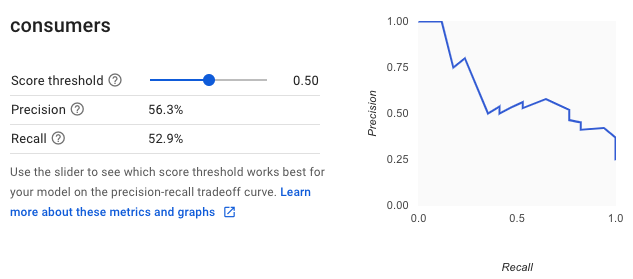 consumers
Score threshold 0.50
Precision 56.3%
Recall 52.9%
Use the slider to see which score threshold works best for
your model on the precision-recall tradeoff curve. Learn
more about these metrics and graphs
Precision
1.00
0.75
0.50
0.25
0.00
0.0 0.5 1.0
Recall